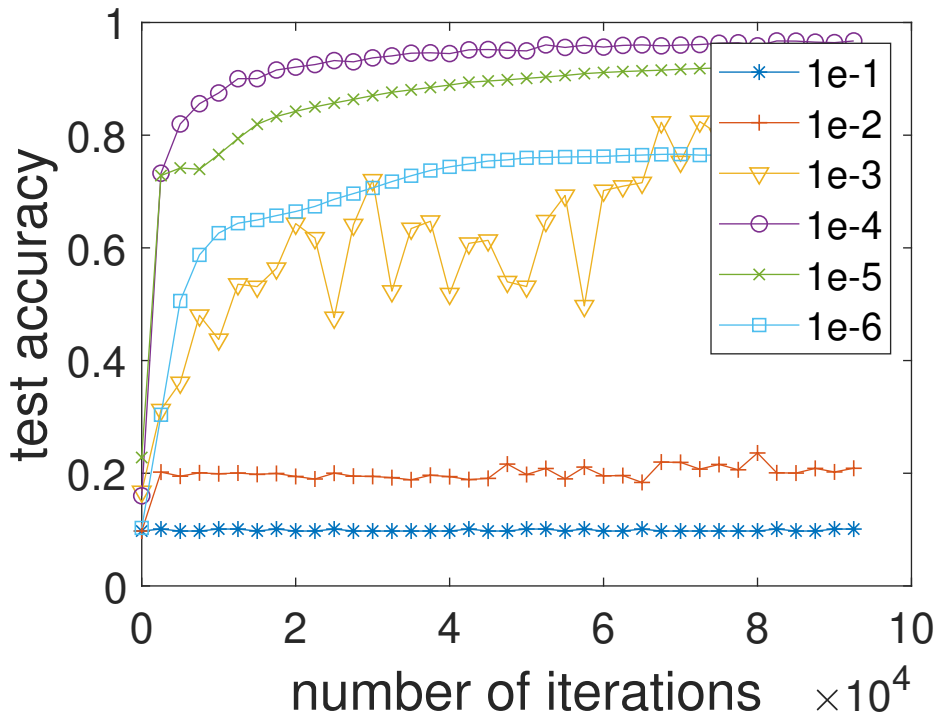 test accuracy
1
0.8
0.6
0.4
0.2
0
0 2 4 6 8 10
number of iterations ×10^4
1e-1
1e-2
1e-3
1e-4
1e-5
1e-6